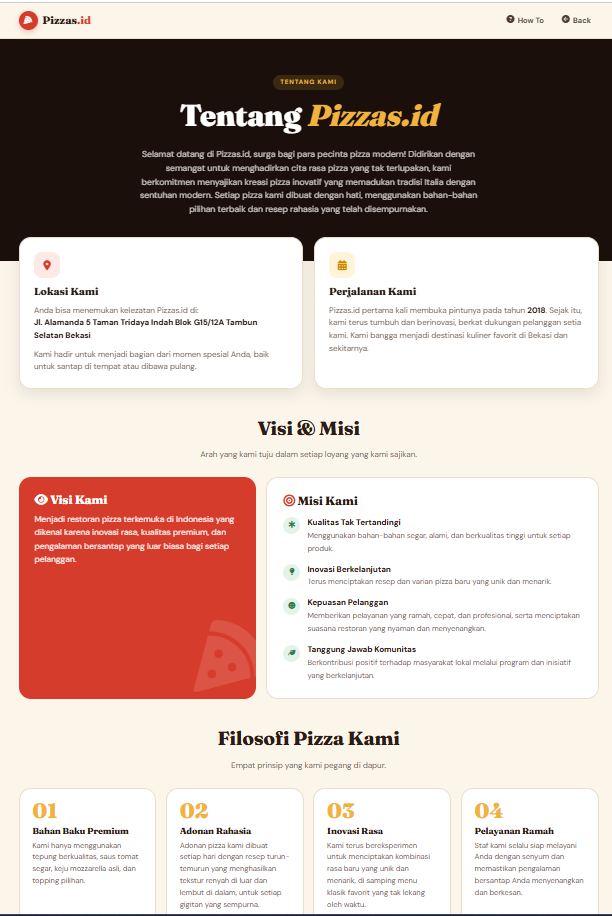 Pizzas.id
How To
Back
TENTANG KAMI
Tentang Pizzas.id
Selamat datang di Pizzas.id, surga bagi para pecinta pizza modern! Didirikan dengan
semangat untuk menghadirkan cita rasa pizza yang tak terlupakan, kami
berkomitmen menyajikan kreasi pizza inovatif yang memadukan tradisi Italia dengan
sentuhan modern. Setiap pizza kami dibuat dengan hati, menggunakan bahan-bahan
pilihan terbaik dan resep rahasia yang telah disempurnakan.
Lokasi Kami
Anda bisa menemukan kelezatan Pizzas.id di:
Jl. Alamanda 5 Taman Tridaya Indah Blok G15/12A Tambun
Selatan Bekasi
Kami hadir untuk menjadi bagian dari momen spesial Anda, baik
untuk santap di tempat atau dibawa pulang.
Perjalanan Kami
Pizzas.id pertama kali membuka pintunya pada tahun 2018. Sejak itu,
kami terus tumbuh dan berinovasi, berkat dukungan pelanggan setia
kami. Kami bangga menjadi destinasi kuliner favorit di Bekasi dan
sekitarnya.
Visi & Misi
Arah yang kami tuju dalam setiap loyang yang kami sajikan.
Visi Kami
Menjadi restoran pizza terkemuka di Indonesia yang
dikenal karena inovasi rasa, kualitas premium, dan
pengalaman bersantap yang luar biasa bagi setiap
pelanggan.
Misi Kami
Kualitas Tak Tertandingi
Menggunakan bahan-bahan segar, alami, dan berkualitas tinggi untuk setiap
produk.
Inovasi Berkelanjutan
Terus menciptakan resep dan varian pizza baru yang unik dan menarik.
Kepuasan Pelanggan
Memberikan pelayanan yang ramah, cepat, dan profesional, serta menciptakan
suasana restoran yang nyaman dan menyenangkan.
Tanggung Jawab Komunitas
Berkontribusi positif terhadap masyarakat lokal melalui program dan inisiatif
yang berkelanjutan.
Filosofi Pizza Kami
Empat prinsip yang kami pegang di dapur.
01
Bahan Baku Premium
Kami hanya menggunakan
tepung berkualitas, saus tomat
segar, keju mozzarella asli, dan
topping pilihan.
02
Adonan Rahasia
Adonan pizza kami dibuat
setiap hari dengan resep turun-
temurun yang menghasilkan
tekstur renyah di luar dan
lembut di dalam, untuk setiap
gigitan yang sempurna.
03
Inovasi Rasa
Kami terus bereksperimen
untuk menciptakan kombinasi
rasa baru yang unik dan
menarik, di samping menu
klasik favorit yang tak lekang
oleh waktu.
04
Pelayanan Ramah
Staf kami selalu siap melayani
Anda dengan senyum dan
memastikan pengalaman
bersantap Anda menyenangkan
dan berkesan.